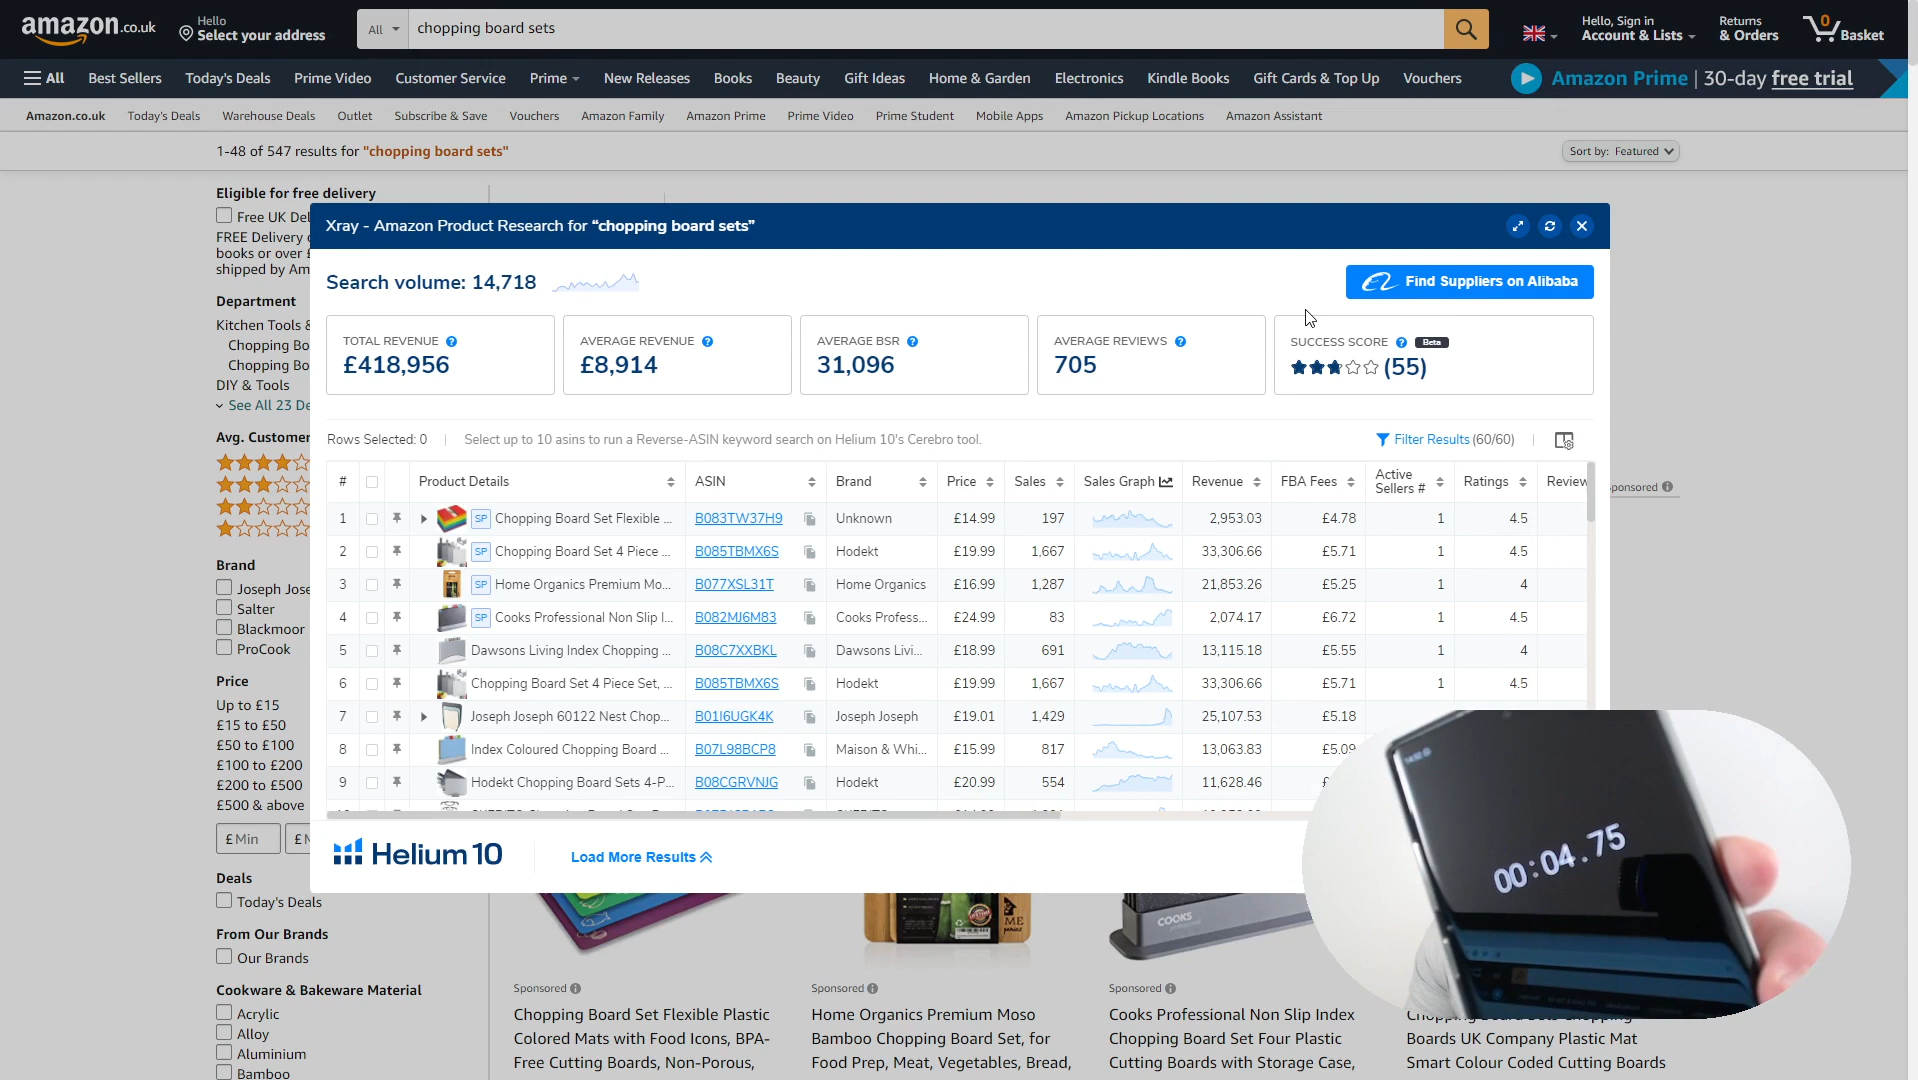 amazon.co.uk
Hello
Select your address
All
chopping board sets
Hello, Sign in
Account & Lists
Returns
& Orders
0
Basket
All
Best Sellers
Today's Deals
Prime Video
Customer Service
Prime
New Releases
Books
Beauty
Gift Ideas
Home & Garden
Electronics
Kindle Books
Gift Cards & Top Up
Vouchers
Amazon Prime | 30-day free trial
Amazon.co.uk
Today's Deals
Warehouse Deals
Outlet
Subscribe & Save
Vouchers
Amazon Family
Amazon Prime
Prime Video
Prime Student
Mobile Apps
Amazon Pickup Locations
Amazon Assistant
1-48 of 547 results for "chopping board sets"
Sort by: Featured
Eligible for free delivery
Free UK Del
FREE Delivery
books or over £
shipped by Am
Department
Kitchen Tools &
Chopping Bo
Chopping Bo
DIY & Tools
See All 23 De
Avg. Customer
Brand
Joseph Jose
Salter
Blackmoor
ProCook
Price
Up to £15
£15 to £50
£50 to £100
£100 to £200
£200 to £500
£500 & above
£ Min
£
Deals
Today's Deals
From Our Brands
Our Brands
Cookware & Bakeware Material
Acrylic
Alloy
Aluminium
Bamboo
Xray - Amazon Product Research for “chopping board sets”
Search volume: 14,718
Find Suppliers on Alibaba
TOTAL REVENUE
£418,956
AVERAGE REVENUE
£8,914
AVERAGE BSR
31,096
AVERAGE REVIEWS
705
SUCCESS SCORE Beta
(55)
Rows Selected: 0
Select up to 10 asins to run a Reverse-ASIN keyword search on Helium 10's Cerebro tool.
Filter Results (60/60)
# Product Details ASIN Brand Price Sales Sales Graph Revenue FBA Fees Active Sellers # Ratings Review
1 SP Chopping Board Set Flexible ... B083TW37H9 Unknown £14.99 197 2,953.03 £4.78 1 4.5
2 SP Chopping Board Set 4 Piece ... B085TBMX6S Hodekt £19.99 1,667 33,306.66 £5.71 1 4.5
3 SP Home Organics Premium Mo... B077XSL31T Home Organics £16.99 1,287 21,853.26 £5.25 1 4
4 SP Cooks Professional Non Slip I... B082MJ6M83 Cooks Profess... £24.99 83 2,074.17 £6.72 1 4.5
5 Dawsons Living Index Chopping ... B08C7XXBKL Dawsons Livi... £18.99 691 13,115.18 £5.55 1 4
6 Chopping Board Set 4 Piece Set, ... B085TBMX6S Hodekt £19.99 1,667 33,306.66 £5.71 1 4.5
7 Joseph Joseph 60122 Nest Chop... B01I6UGK4K Joseph Joseph £19.01 1,429 25,107.53 £5.18
8 Index Coloured Chopping Board ... B07L98BCP8 Maison & Whi... £15.99 817 13,063.83 £5.09
9 Hodekt Chopping Board Sets 4-P... B08CGRVNJG Hodekt £20.99 554 11,628.46
Helium 10
Load More Results
ponsored
00:04.75
COOKS
Sponsored
Chopping Board Set Flexible Plastic
Colored Mats with Food Icons, BPA-
Free Cutting Boards, Non-Porous,
Sponsored
Home Organics Premium Moso
Bamboo Chopping Board Set, for
Food Prep, Meat, Vegetables, Bread,
Sponsored
Cooks Professional Non Slip Index
Chopping Board Set Four Plastic
Cutting Boards with Storage Case,
Boards UK Company Plastic Mat
Smart Colour Coded Cutting Boards